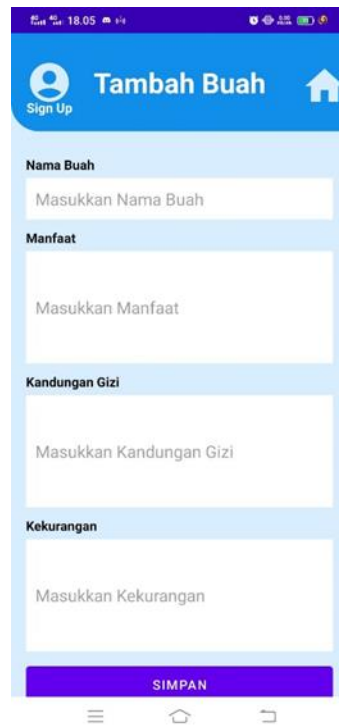 18.05
Tambah Buah
Sign Up
Nama Buah
Masukkan Nama Buah
Manfaat
Masukkan Manfaat
Kandungan Gizi
Masukkan Kandungan Gizi
Kekurangan
Masukkan Kekurangan
SIMPAN